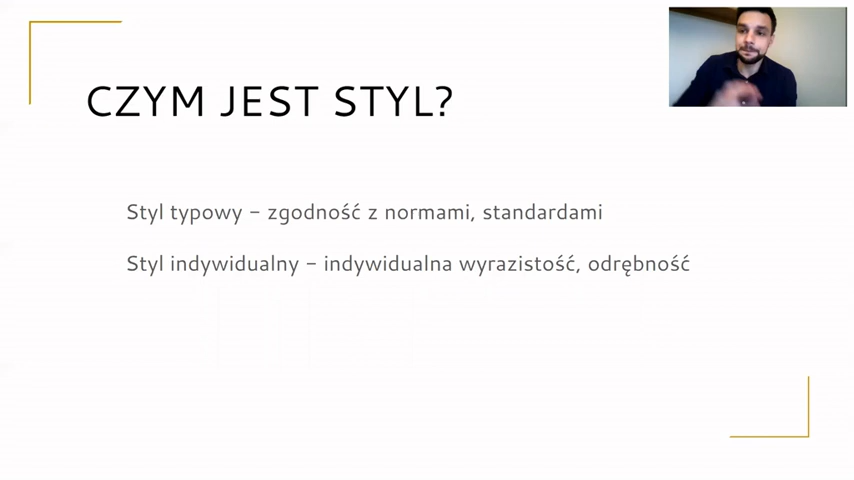 CZYM JEST STYL?
Styl typowy – zgodność z normami, standardami
Styl indywidualny – indywidualna wyrazistość, odrębność